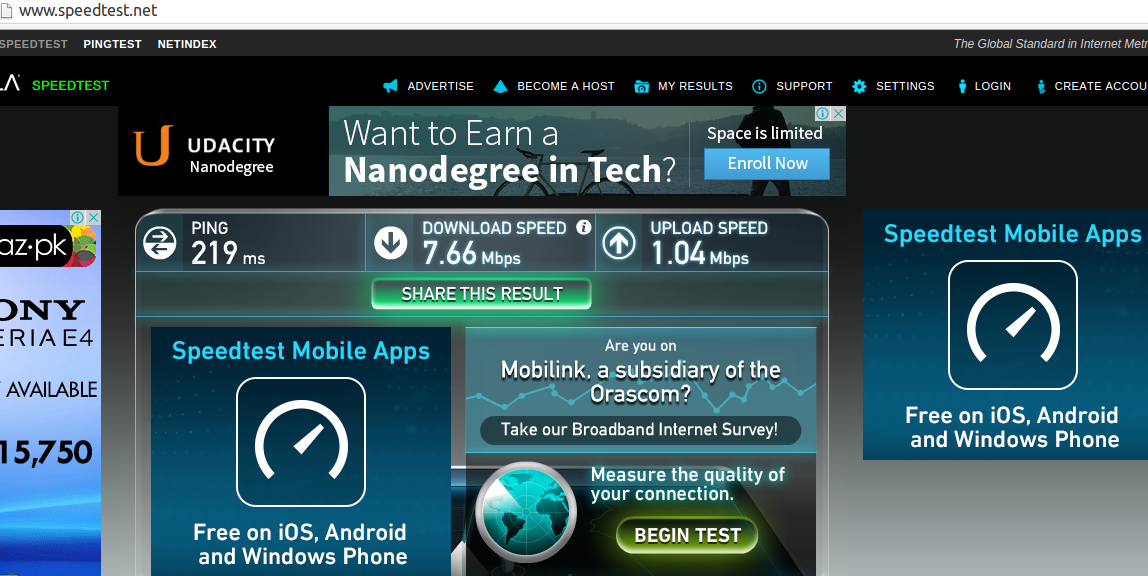 www.speedtest.net
SPEEDTEST PINGTEST NETINDEX
The Global Standard in Internet Metr
LA SPEEDTEST
ADVERTISE BECOME A HOST MY RESULTS SUPPORT SETTINGS LOGIN CREATE ACCOU
UDACITY
Nanodegree
Want to Earn a
Nanodegree in Tech?
Space is limited
Enroll Now
az.pk
ONY
ERIA E4
AVAILABLE
15,750
PING
219 ms
DOWNLOAD SPEED
7.66 Mbps
UPLOAD SPEED
1.04 Mbps
SHARE THIS RESULT
Speedtest Mobile Apps
Free on iOS, Android
and Windows Phone
Are you on
Mobilink, a subsidiary of the
Orascom?
Take our Broadband Internet Survey!
Measure the quality of
your connection.
BEGIN TEST
Speedtest Mobile Apps
Free on iOS, Android
and Windows Phone